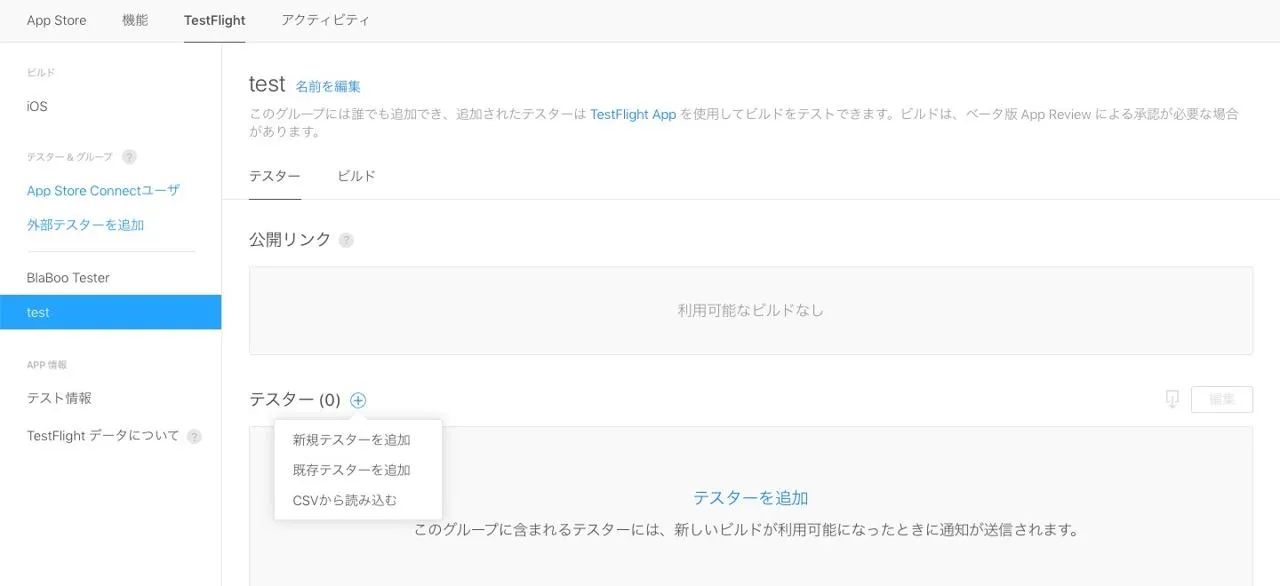 App Store 機能 TestFlight アクティビティ
ビルド
iOS
テスター & グループ ?
App Store Connectユーザ
外部テスターを追加
BlaBoo Tester
test
APP 情報
テスト情報
TestFlight データについて ?
test 名前を編集
このグループには誰でも追加でき、追加されたテスターは TestFlight App を使用してビルドをテストできます。ビルドは、ベータ版 App Review による承認が必要な場合
があります。
テスター ビルド
公開リンク ?
利用可能なビルドなし
テスター (0)
編集
新規テスターを追加
既存テスターを追加
CSVから読み込む
テスターを追加
このグループに含まれるテスターには、新しいビルドが利用可能になったときに通知が送信されます。